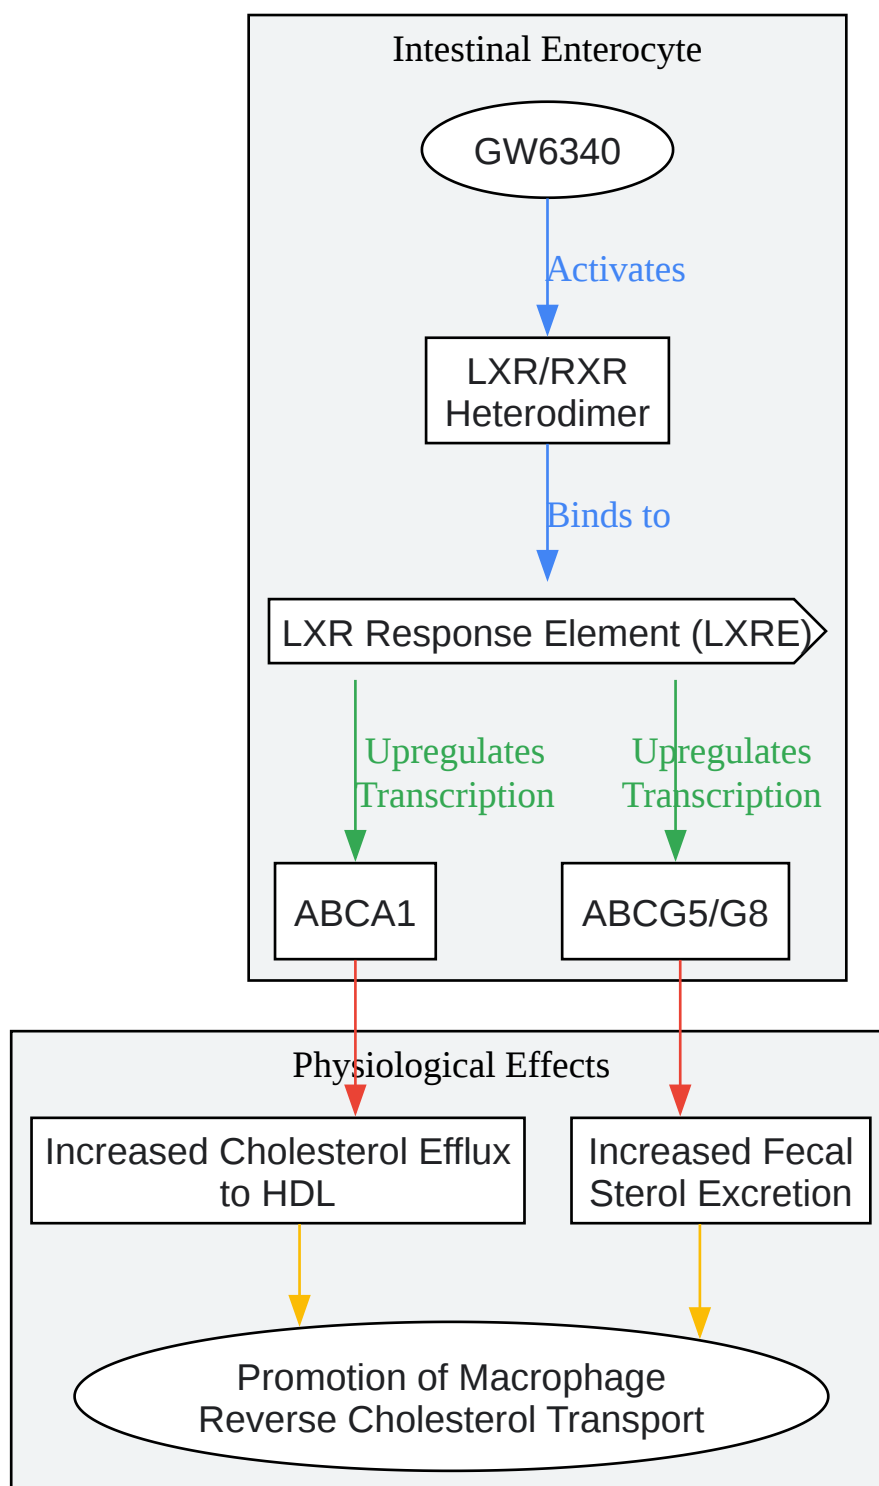 Intestinal Enterocyte
GW6340
Activates
LXR/RXR
Heterodimer
Binds to
LXR Response Element (LXRE)
Upregulates
Transcription
Upregulates
Transcription
ABCA1
ABCG5/G8
Physiological Effects
Increased Cholesterol Efflux
to HDL
Increased Fecal
Sterol Excretion
Promotion of Macrophage
Reverse Cholesterol Transport